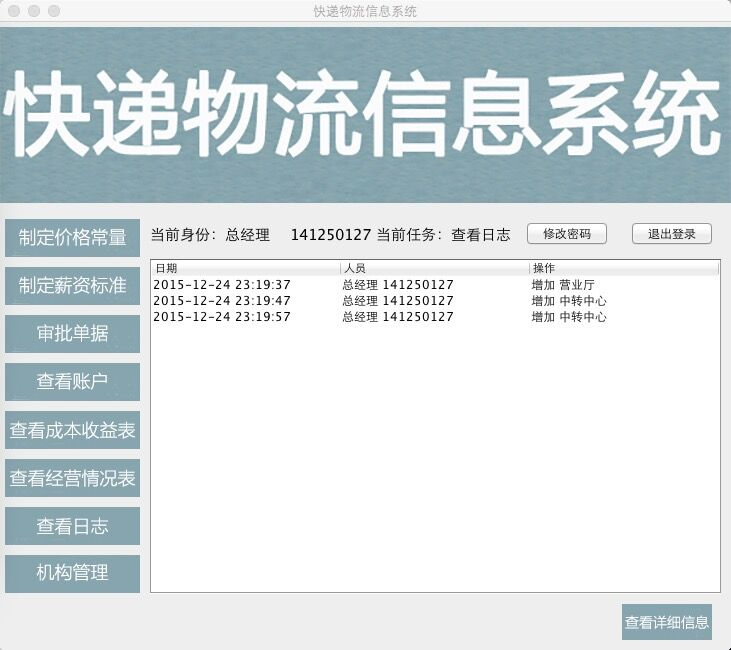 快递物流信息系统
快递物流信息系统
制定价格常量
制定薪资标准
审批单据
查看账户
查看成本收益表
查看经营情况表
查看日志
机构管理
当前身份：总经理 141250127 当前任务：查看日志 修改密码 退出登录
日期 人员 操作
2015-12-24 23:19:37 总经理 141250127 增加 营业厅
2015-12-24 23:19:47 总经理 141250127 增加 中转中心
2015-12-24 23:19:57 总经理 141250127 增加 中转中心
查看详细信息